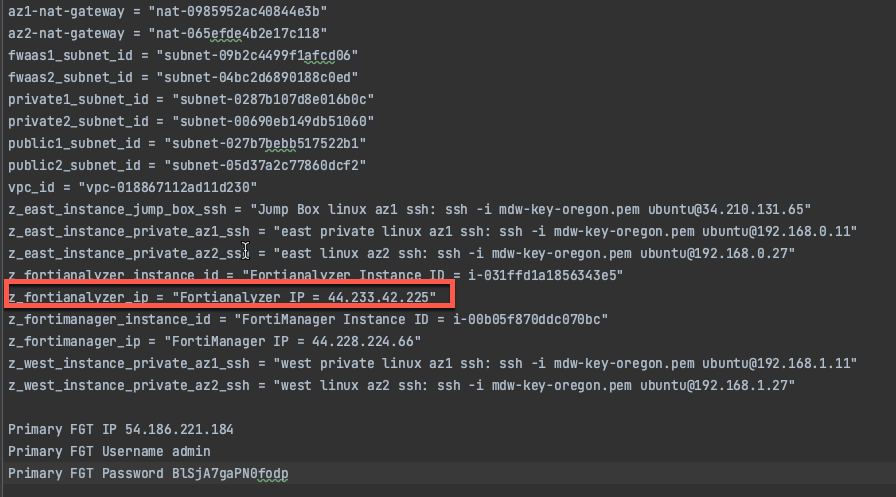 az1-nat-gateway = "nat-0985952ac40844e3b"
az2-nat-gateway = "nat-065efde4b2e17c118"
fwaas1_subnet_id = "subnet-09b2c4499f1afcd06"
fwaas2_subnet_id = "subnet-04bc2d6890188c0ed"
private1_subnet_id = "subnet-0287b107d8e016b0c"
private2_subnet_id = "subnet-00690eb149db51060"
public1_subnet_id = "subnet-027b7bebb517522b1"
public2_subnet_id = "subnet-05d37a2c77860dcf2"
vpc_id = "vpc-018867112ad11d230"
z_east_instance_jump_box_ssh = "Jump Box linux az1 ssh: ssh -i mdw-key-oregon.pem ubuntu@34.210.131.65"
z_east_instance_private_az1_ssh = "east private linux az1 ssh: ssh -i mdw-key-oregon.pem ubuntu@192.168.0.11"
z_east_instance_private_az2_ssh = "east linux az2 ssh: ssh -i mdw-key-oregon.pem ubuntu@192.168.0.27"
z_fortianalyzer_instance_id = "Fortianalyzer Instance ID = i-031ffd1a1856343e5"
z_fortianalyzer_ip = "Fortianalyzer IP = 44.233.42.225"
z_fortimanager_instance_id = "FortiManager Instance ID = i-00b05f870ddc070bc"
z_fortimanager_ip = "FortiManager IP = 44.228.224.66"
z_west_instance_private_az1_ssh = "west private linux az1 ssh: ssh -i mdw-key-oregon.pem ubuntu@192.168.1.11"
z_west_instance_private_az2_ssh = "west linux az2 ssh: ssh -i mdw-key-oregon.pem ubuntu@192.168.1.27"
Primary FGT IP 54.186.221.184
Primary FGT Username admin
Primary FGT Password BlSjA7gaPN0fodp